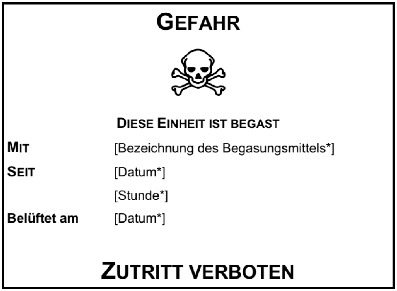 GEFAHR
DIESE EINHEIT IST BEGAST
MIT [Bezeichnung des Begasungsmittels*]
SEIT [Datum*]
[Stunde*]
Belüftet am [Datum*]
ZUTRITT VERBOTEN